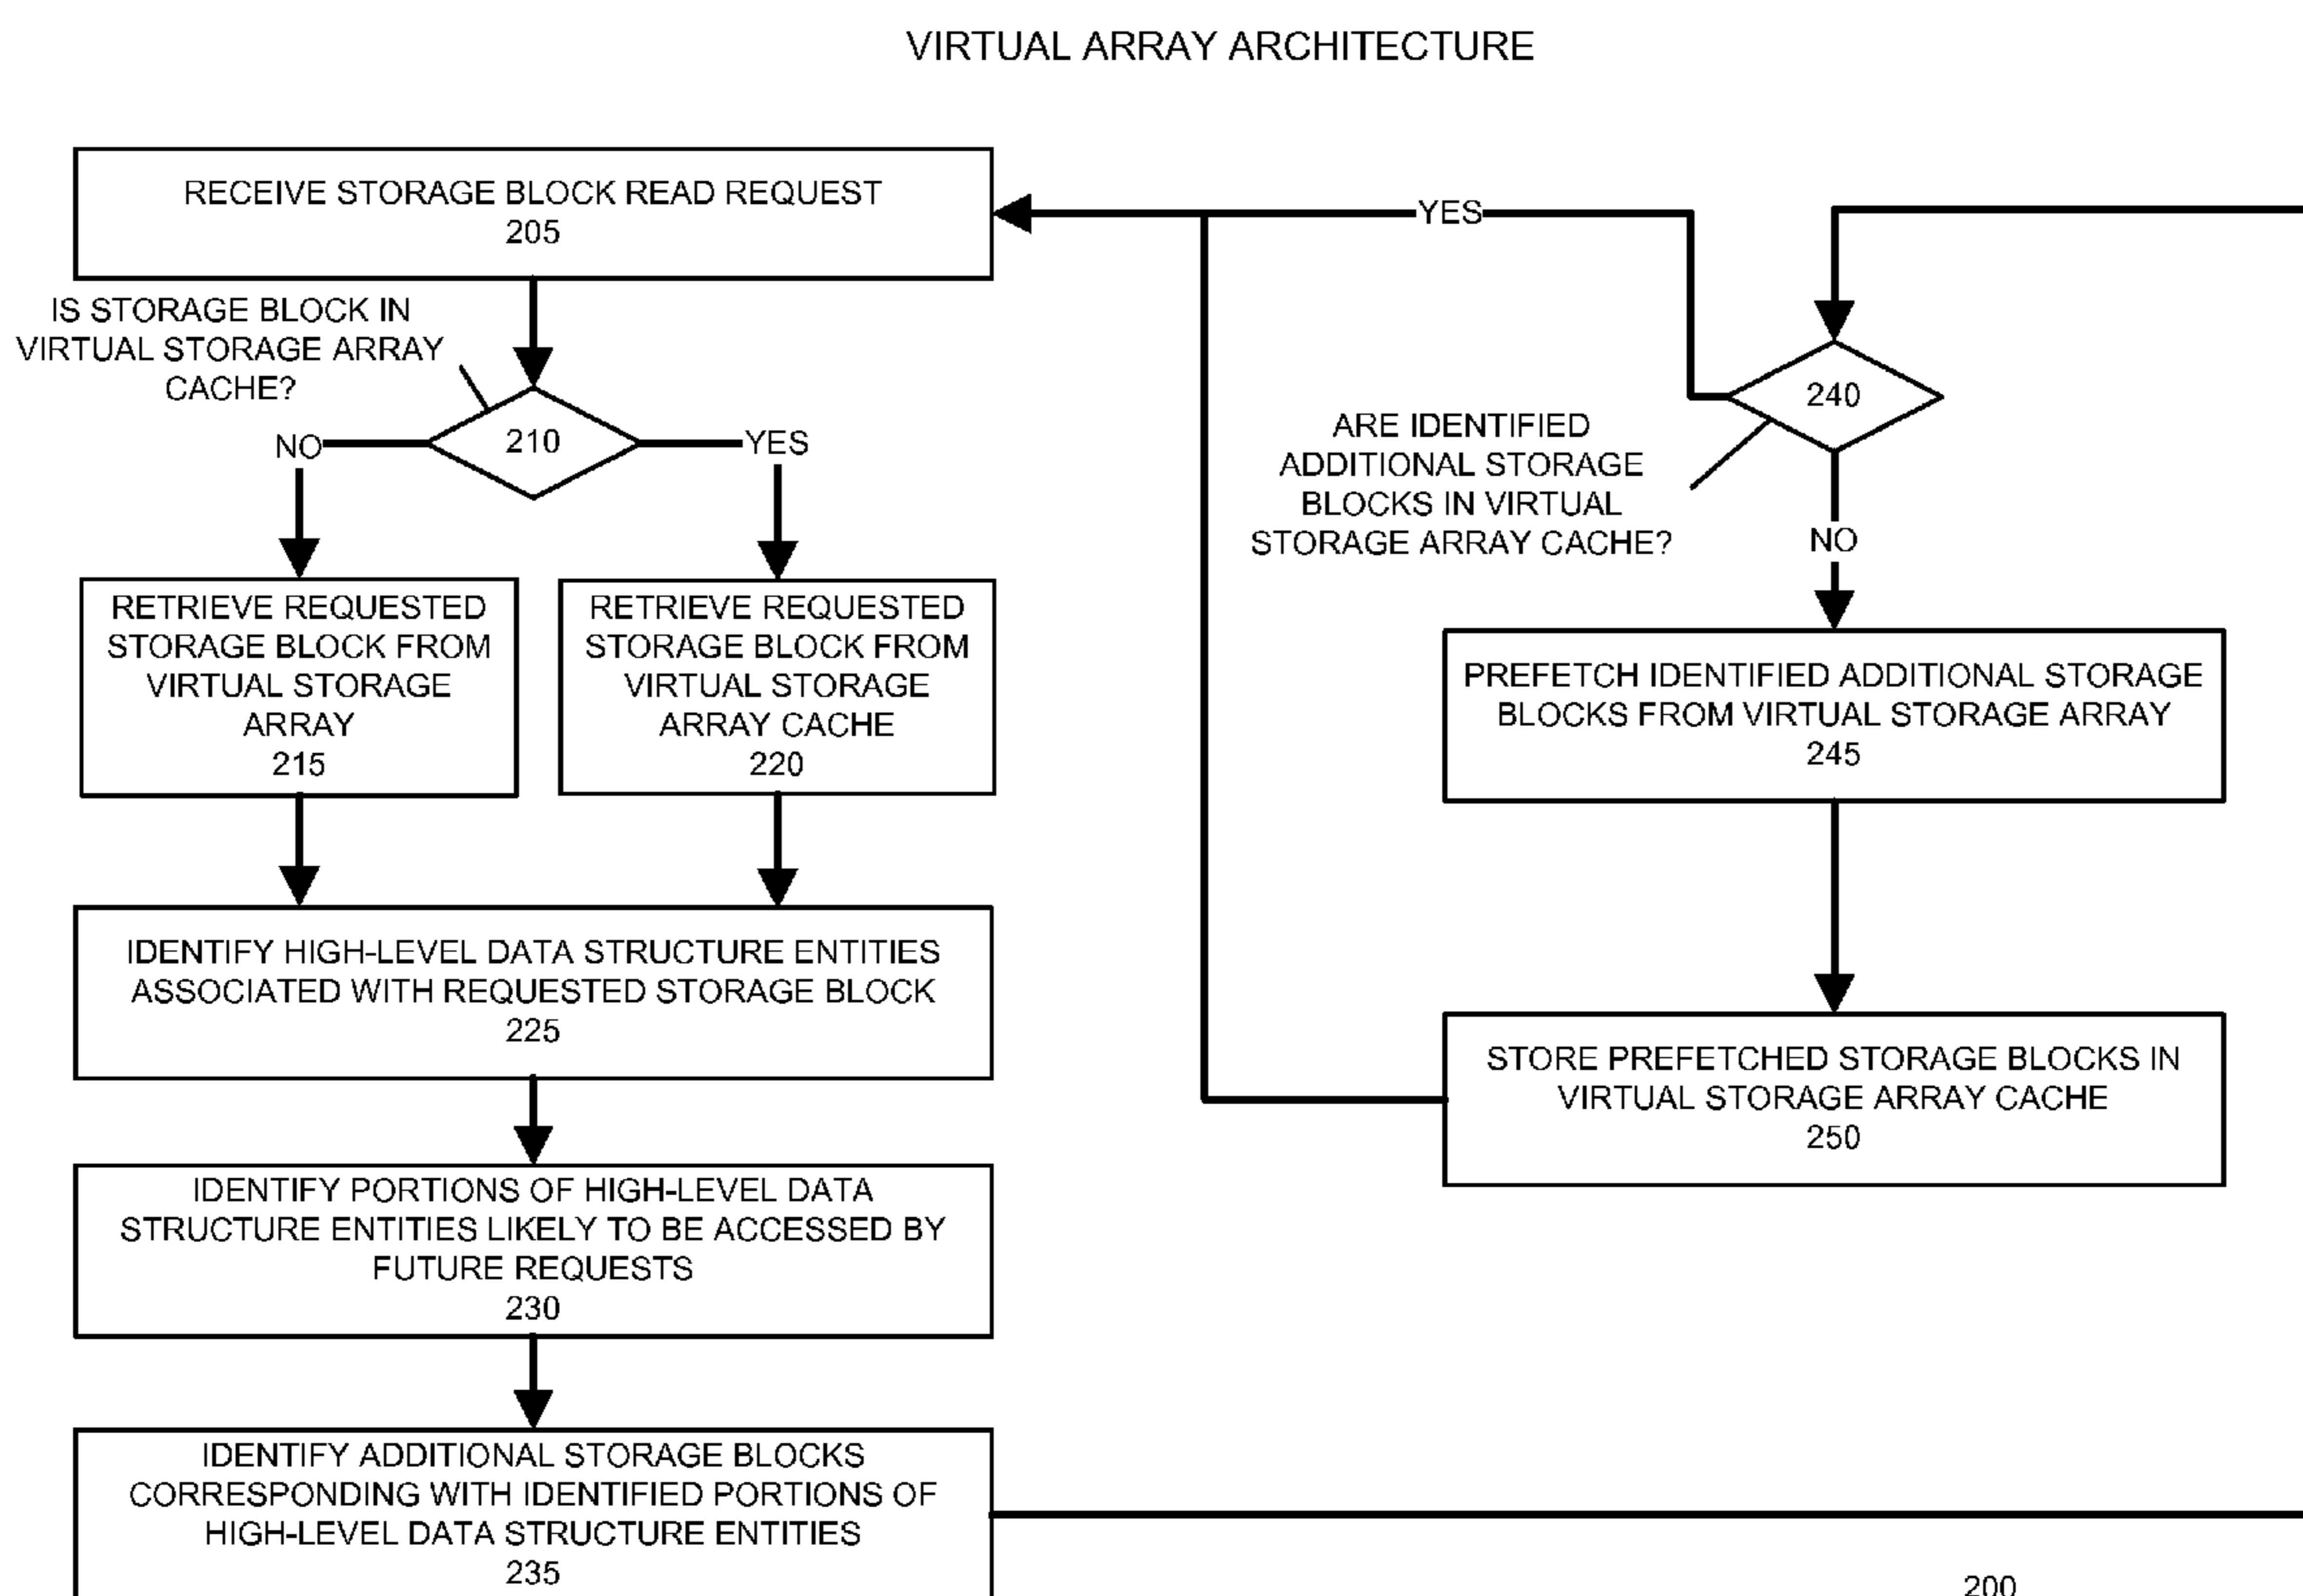 VIRTUAL ARRAY ARCHITECTURE
RECEIVE STORAGE BLOCK READ REQUEST
205
IS STORAGE BLOCK IN
VIRTUAL STORAGE ARRAY
CACHE?
210
NO
YES
RETRIEVE REQUESTED
STORAGE BLOCK FROM
VIRTUAL STORAGE
ARRAY
215
RETRIEVE REQUESTED
STORAGE BLOCK FROM
VIRTUAL STORAGE
ARRAY CACHE
220
IDENTIFY HIGH-LEVEL DATA STRUCTURE ENTITIES
ASSOCIATED WITH REQUESTED STORAGE BLOCK
225
IDENTIFY PORTIONS OF HIGH-LEVEL DATA
STRUCTURE ENTITIES LIKELY TO BE ACCESSED BY
FUTURE REQUESTS
230
IDENTIFY ADDITIONAL STORAGE BLOCKS
CORRESPONDING WITH IDENTIFIED PORTIONS OF
HIGH-LEVEL DATA STRUCTURE ENTITIES
235
YES
240
ARE IDENTIFIED
ADDITIONAL STORAGE
BLOCKS IN VIRTUAL
STORAGE ARRAY CACHE?
NO
PREFETCH IDENTIFIED ADDITIONAL STORAGE
BLOCKS FROM VIRTUAL STORAGE ARRAY
245
STORE PREFETCHED STORAGE BLOCKS IN
VIRTUAL STORAGE ARRAY CACHE
250
200